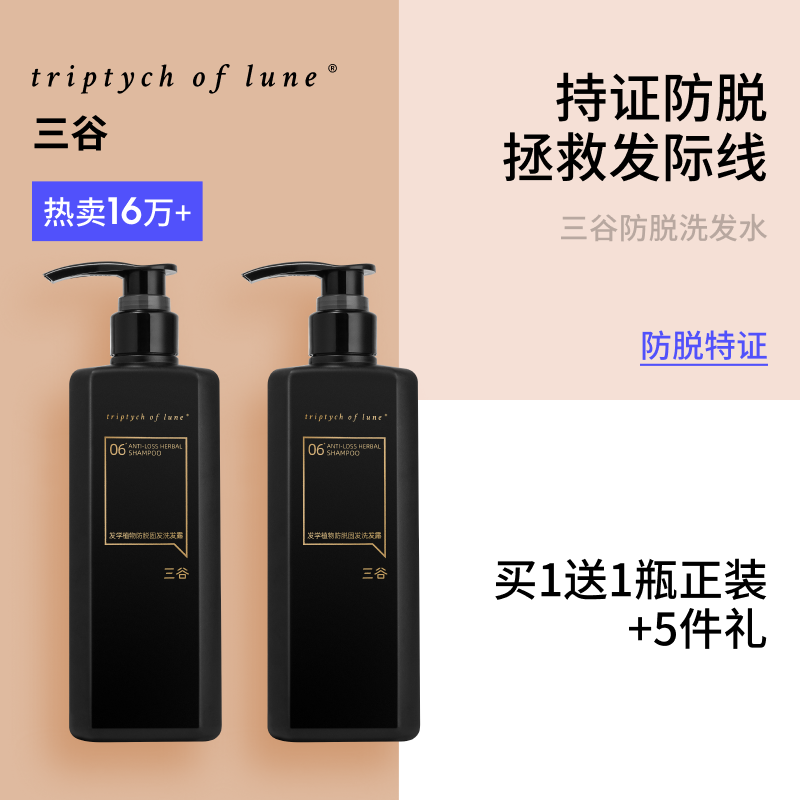 triptych of lune®
三谷
热卖16万+
持证防脱
拯救发际线
三谷防脱洗发水
防脱特证
triptych of lune®
06+ ANTI-LOSS HERBAL
SHAMPOO
发学植物防脱固发洗发露
三谷
triptych of lune®
06+ ANTI-LOSS HERBAL
SHAMPOO
发学植物防脱固发洗发露
三谷
买1送1瓶正装
+5件礼